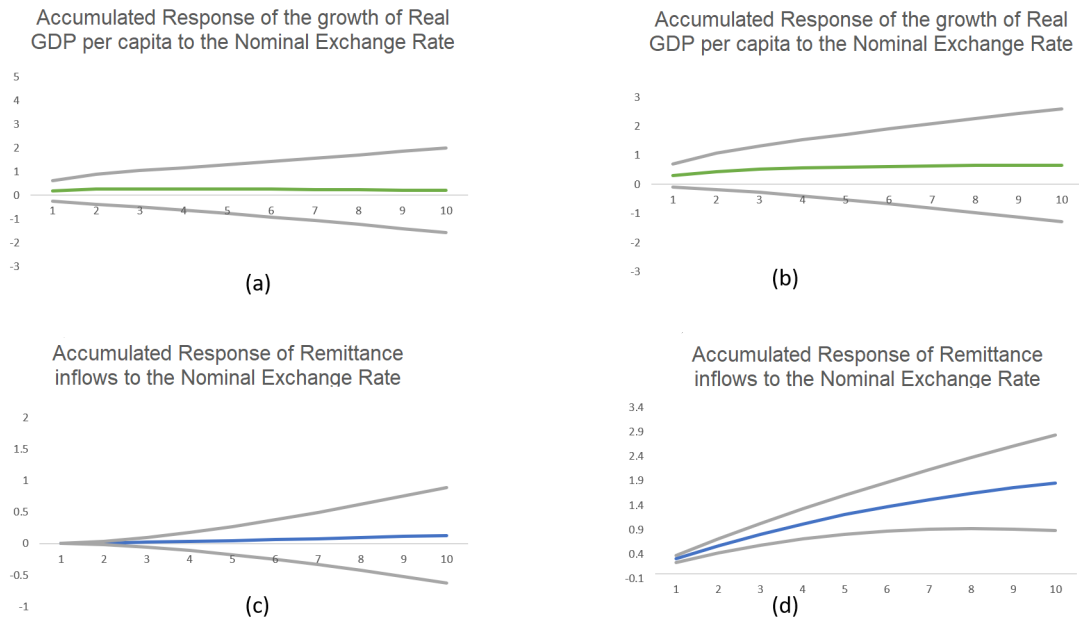 Accumulated Response of the growth of Real
GDP per capita to the Nominal Exchange Rate
5
4
3
2
1
0
-1
-2
-3
1 2 3 4 5 6 7 8 9 10
(a)
Accumulated Response of the growth of Real
GDP per capita to the Nominal Exchange Rate
3
2
1
0
-1
-2
-3
1 2 3 4 5 6 7 8 9 10
(b)
Accumulated Response of Remittance
inflows to the Nominal Exchange Rate
2
1.5
1
0.5
0
-0.5
-1
1 2 3 4 5 6 7 8 9 10
(c)
Accumulated Response of Remittance
inflows to the Nominal Exchange Rate
3.4
2.9
2.4
1.9
1.4
0.9
0.4
-0.1
1 2 3 4 5 6 7 8 9 10
(d)